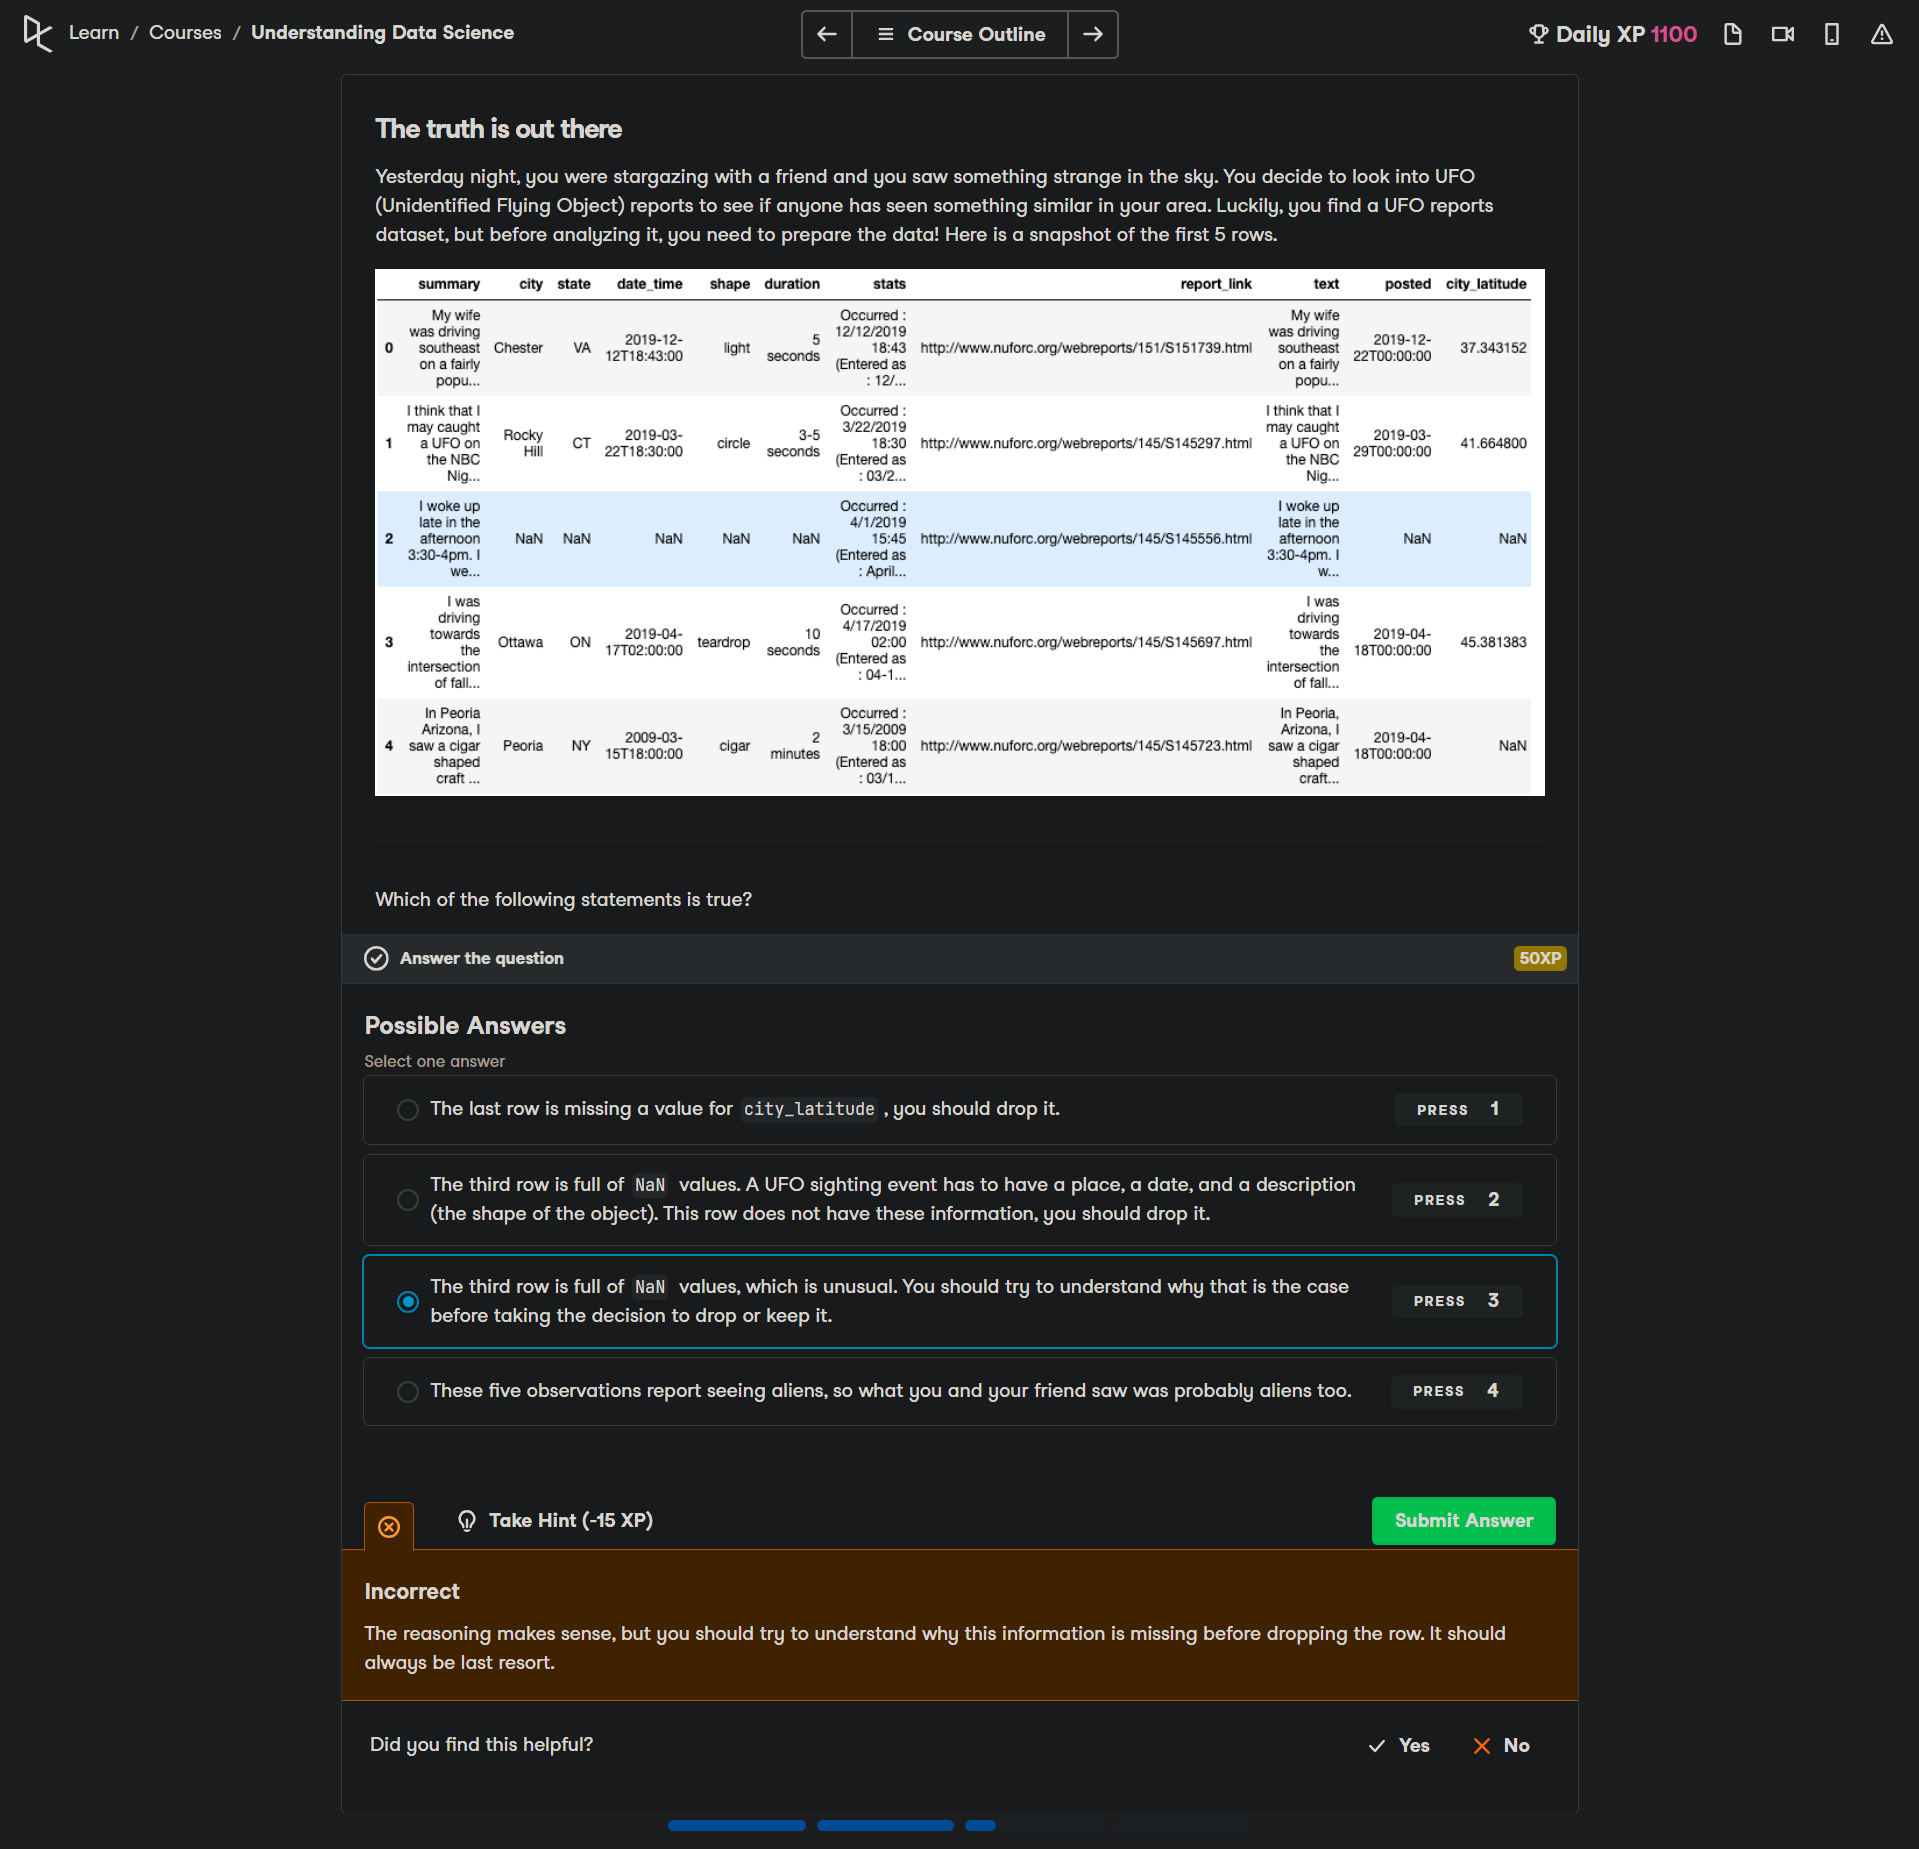 Learn / Courses / Understanding Data Science
Course Outline
Daily XP 1100
The truth is out there
Yesterday night, you were stargazing with a friend and you saw something strange in the sky. You decide to look into UFO
(Unidentified Flying Object) reports to see if anyone has seen something similar in your area. Luckily, you find a UFO reports
dataset, but before analyzing it, you need to prepare the data! Here is a snapshot of the first 5 rows.
summary city state date_time shape duration stats report_link text posted city_latitude
0 My wife was driving southeast on a fairly popu... Chester VA 2019-12-12T18:43:00 light 5 seconds Occurred : 12/12/2019 18:43 (Entered as : 12/... http://www.nuforc.org/webreports/151/S151739.html My wife was driving southeast on a fairly popu... 2019-12-22T00:00:00 37.343152
1 I think that I may caught a UFO on the NBC Nig... Rocky Hill CT 2019-03-22T18:30:00 circle 3-5 seconds Occurred : 3/22/2019 18:30 (Entered as : 03/2... http://www.nuforc.org/webreports/145/S145297.html I think that I may caught a UFO on the NBC Nig... 2019-03-29T00:00:00 41.664800
2 I woke up late in the afternoon 3:30-4pm. I we... NaN NaN NaN NaN NaN Occurred : 4/1/2019 15:45 (Entered as : April... http://www.nuforc.org/webreports/145/S145556.html I woke up late in the afternoon 3:30-4pm. I w... NaN NaN
3 I was driving towards the intersection of fall... Ottawa ON 2019-04-17T02:00:00 teardrop 10 seconds Occurred : 4/17/2019 02:00 (Entered as : 04-1... http://www.nuforc.org/webreports/145/S145697.html I was driving towards the intersection of fall... 2019-04-18T00:00:00 45.381383
4 In Peoria Arizona, I saw a cigar shaped craft ... Peoria NY 2009-03-15T18:00:00 cigar 2 minutes Occurred : 3/15/2009 18:00 (Entered as : 03/1... http://www.nuforc.org/webreports/145/S145723.html In Peoria, Arizona, I saw a cigar shaped craft... 2019-04-18T00:00:00 NaN
Which of the following statements is true?
Answer the question
50XP
Possible Answers
Select one answer
The last row is missing a value for city_latitude , you should drop it.
PRESS 1
The third row is full of NaN values. A UFO sighting event has to have a place, a date, and a description
(the shape of the object). This row does not have these information, you should drop it.
PRESS 2
The third row is full of NaN values, which is unusual. You should try to understand why that is the case
before taking the decision to drop or keep it.
PRESS 3
These five observations report seeing aliens, so what you and your friend saw was probably aliens too.
PRESS 4
Take Hint (-15 XP)
Submit Answer
Incorrect
The reasoning makes sense, but you should try to understand why this information is missing before dropping the row. It should
always be last resort.
Did you find this helpful?
Yes
No